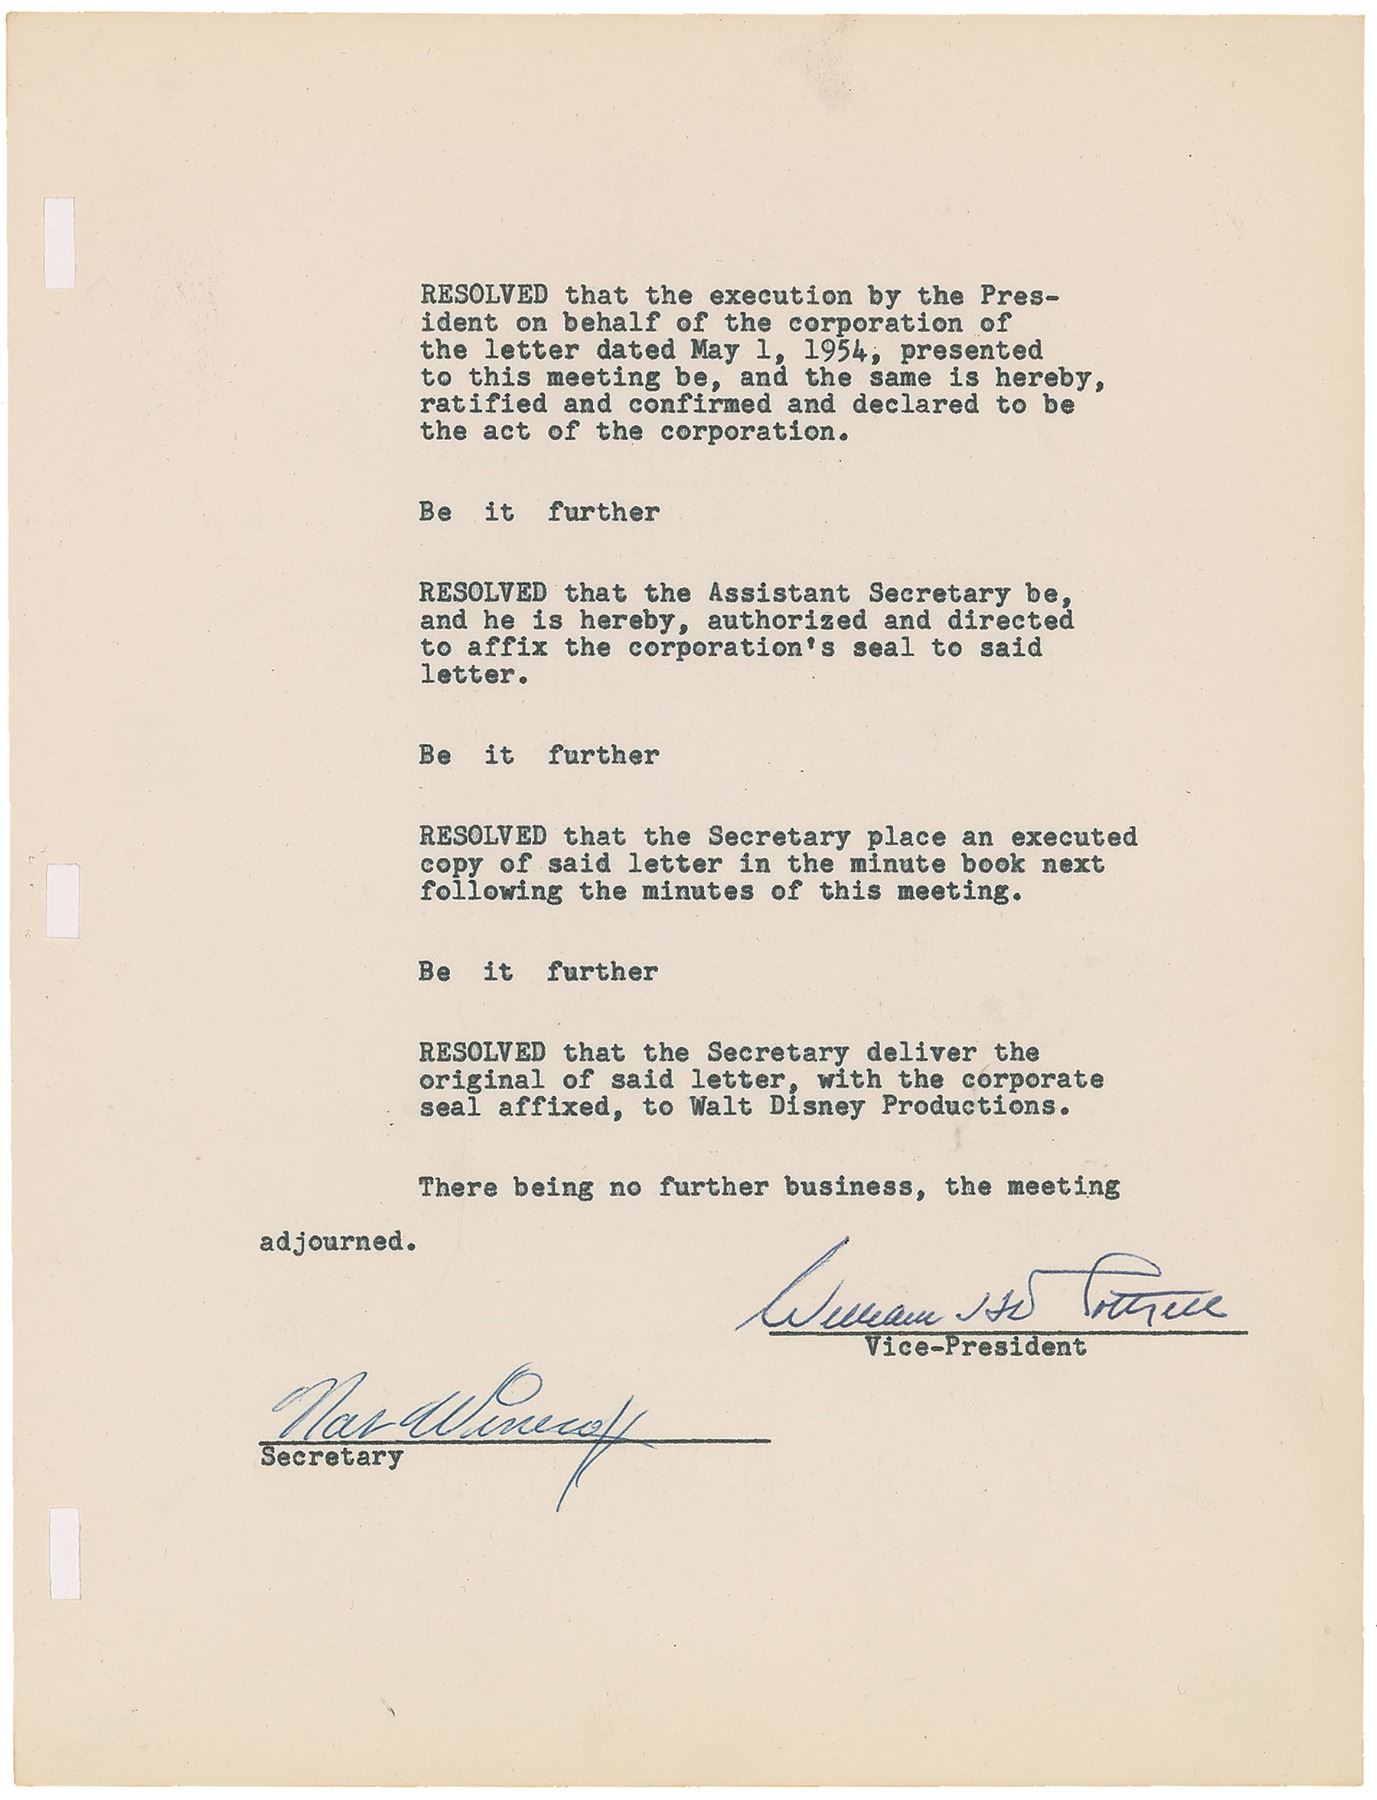 RESOLVED that the execution by the Pres-
ident on behalf of the corporation of
the letter dated May 1, 1954, presented
to this meeting be, and the same is hereby,
ratified and confirmed and declared to be
the act of the corporation.
Be it further
RESOLVED that the Assistant Secretary be,
and he is hereby, authorized and directed
to affix the corporation's seal to said
letter.
Be it further
RESOLVED that the Secretary place an executed
copy of said letter in the minute book next
following the minutes of this meeting.
Be it further
RESOLVED that the Secretary deliver the
original of said letter, with the corporate
seal affixed, to Walt Disney Productions.
There being no further business, the meeting
adjourned.
William H D Cottrell
Vice-President
Nat Winecoff
Secretary